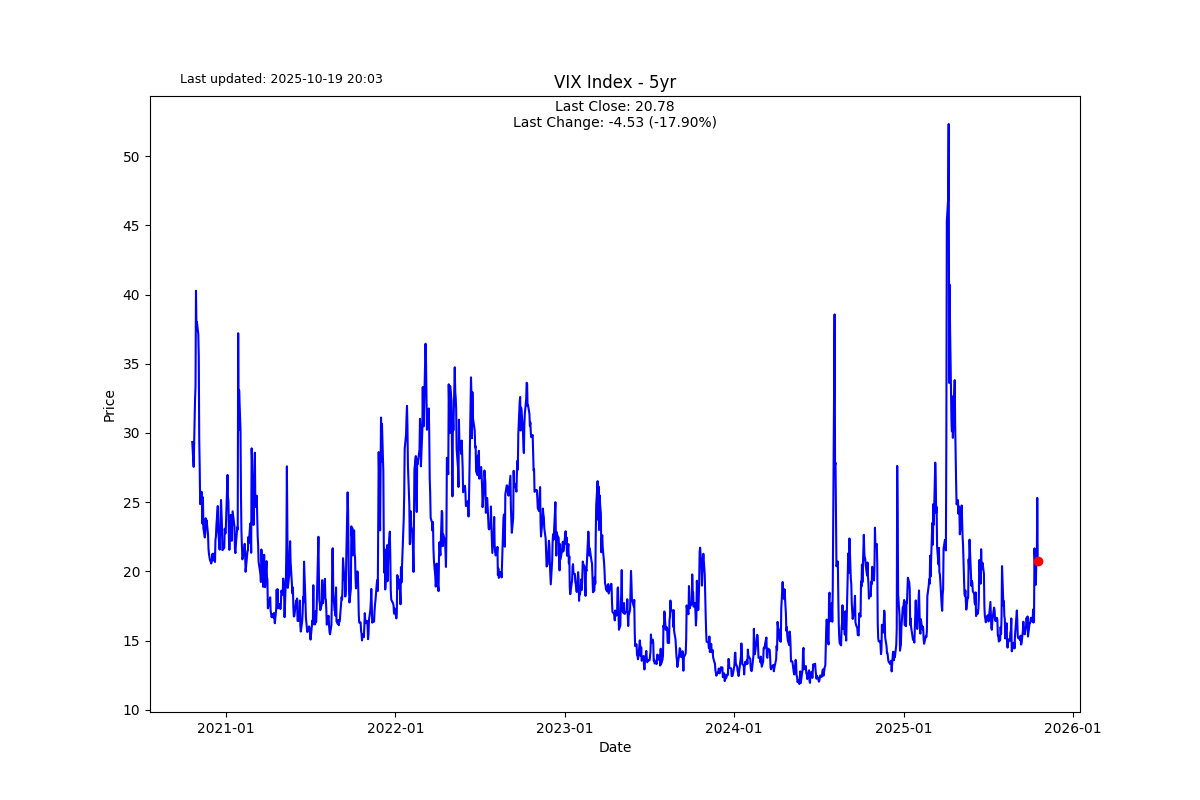 Last updated: 2025-10-19 20:03
VIX Index - 5yr
Last Close: 20.78
Last Change: -4.53 (-17.90%)
50
45
40
35
30
25
20
15
10
Price
2021-01
2022-01
2023-01
2024-01
2025-01
2026-01
Date